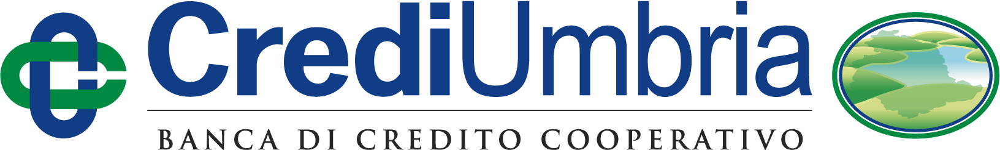 CrediUmbria
BANCA DI CREDITO COOPERATIVO